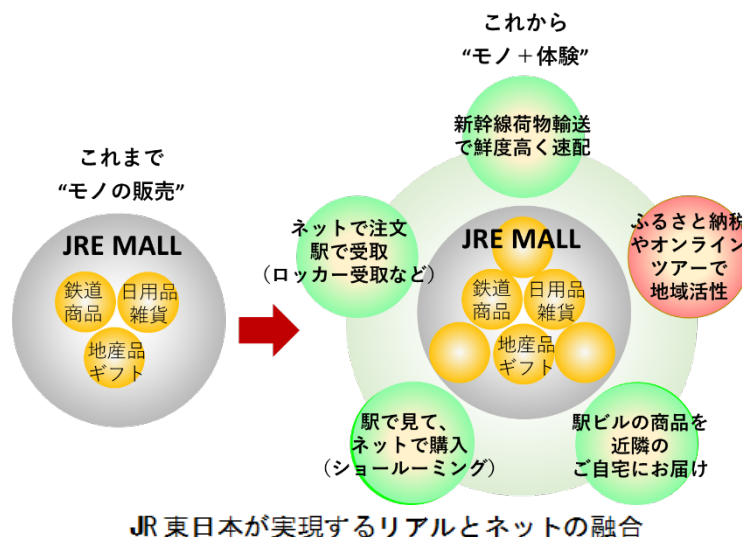 これまで
“モノの販売”
JRE MALL
鉄道
商品
日用品
雑貨
地産品
ギフト
これから
“モノ＋体験”
新幹線荷物輸送
で鮮度高く速配
ネットで注文
駅で受取
（ロッカー受取など）
JRE MALL
鉄道
商品
日用品
雑貨
地産品
ギフト
ふるさと納税
やオンライン
ツアーで
地域活性
駅で見て、
ネットで購入
（ショールーミング）
駅ビルの商品を
近隣の
ご自宅にお届け
JR東日本が実現するリアルとネットの融合